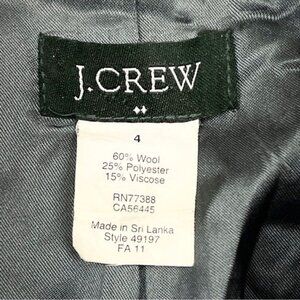 J.CREW
4
60% Wool
25% Polyester
15% Viscose
RN77388
CA56445
Made in Sri Lanka
Style 49197
FA 11